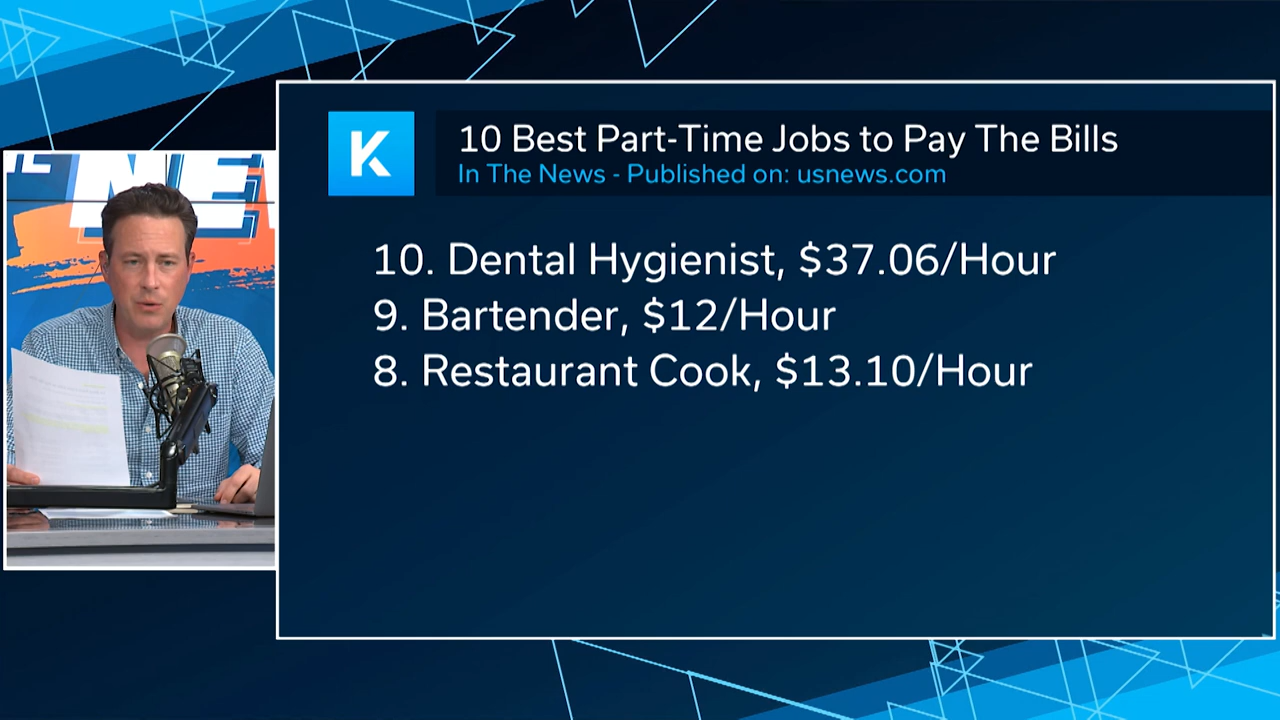 K
10 Best Part-Time Jobs to Pay The Bills
In The News - Published on: usnews.com
10. Dental Hygienist, $37.06/Hour
9. Bartender, $12/Hour
8. Restaurant Cook, $13.10/Hour